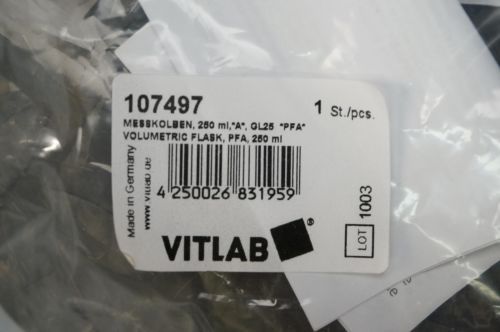 107497
1 St./pcs.
MESSKOLBEN, 250 ml,"A", GL25 "PFA"
VOLUMETRIC FLASK, PFA, 250 ml
Made in Germany
www.vitlab.de
4 250026 831959
VITLAB®
LOT 1003